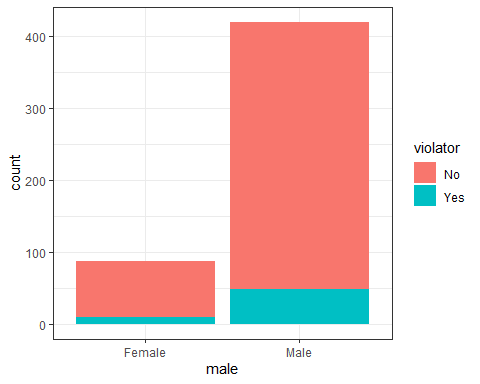 400
300
200
100
0
count
Female
Male
male
violator
No
Yes